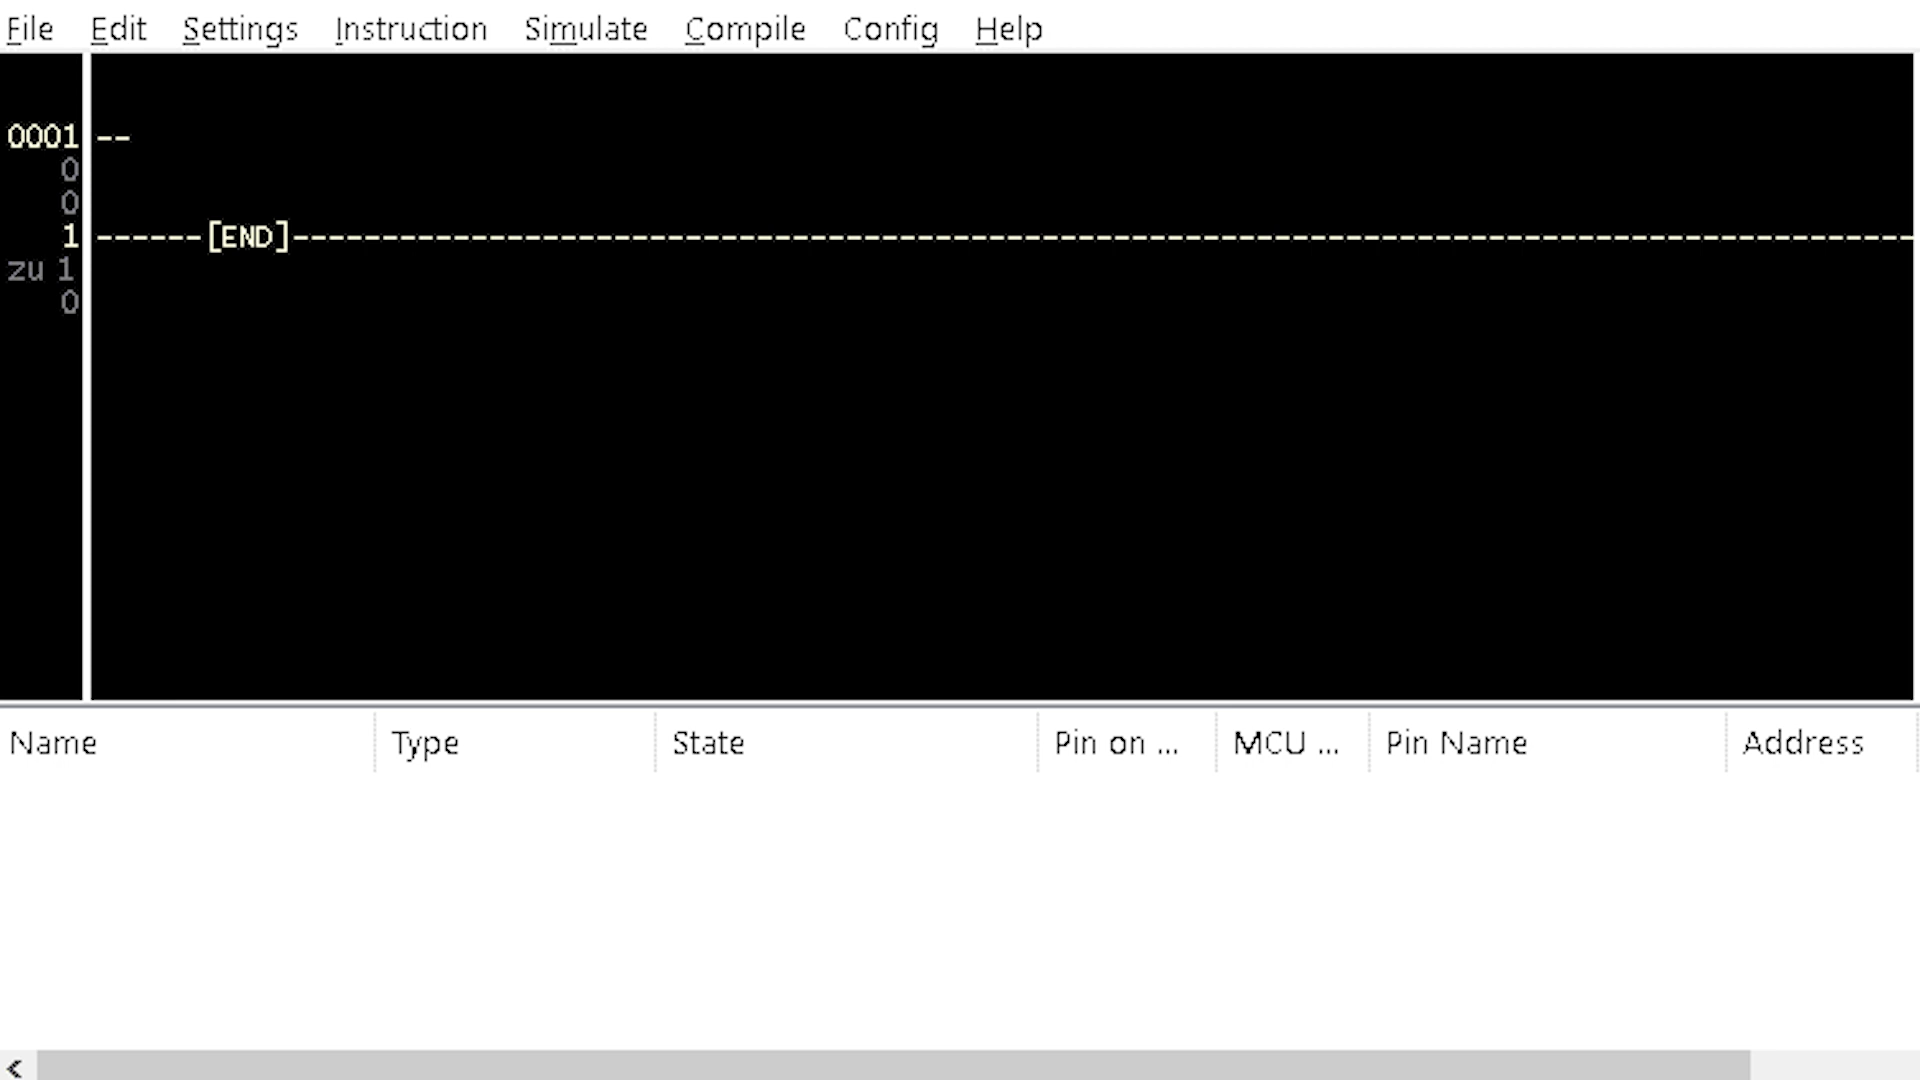 File Edit Settings Instruction Simulate Compile Config Help
0001 --
0
0
1 ------[END]----------------------------------------------------------------------------------------------
zu 1
0
Name Type State Pin on ... MCU ... Pin Name Address